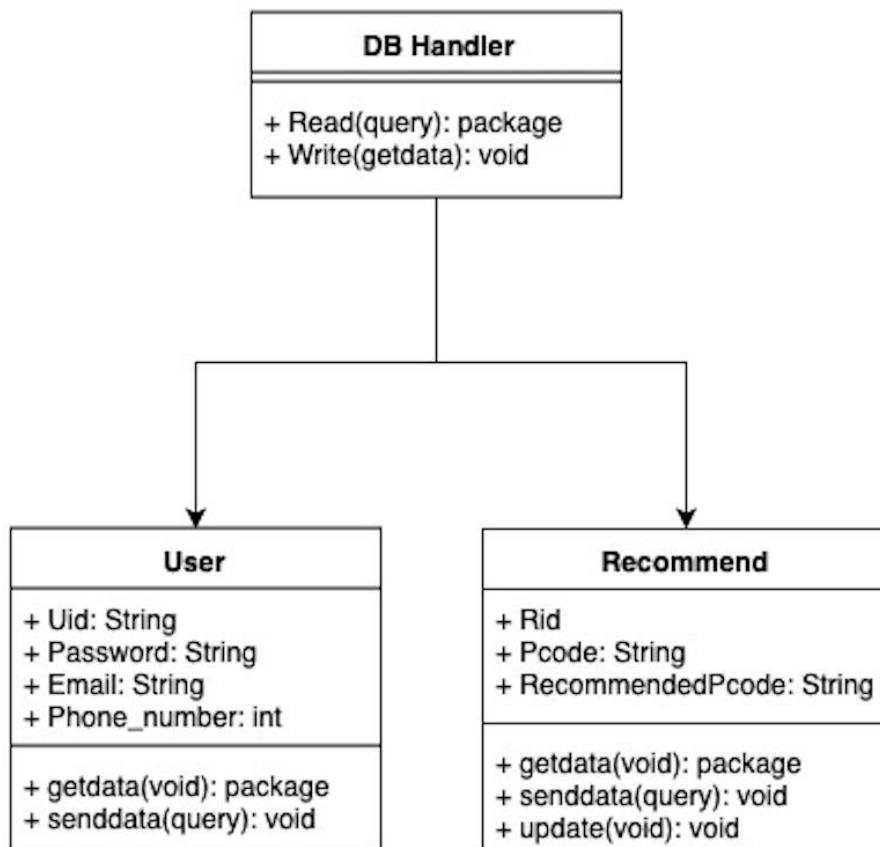 DB Handler
+ Read(query): package
+ Write(getdata): void
User
+ Uid: String
+ Password: String
+ Email: String
+ Phone_number: int
+ getdata(void): package
+ senddata(query): void
Recommend
+ Rid
+ Pcode: String
+ RecommendedPcode: String
+ getdata(void): package
+ senddata(query): void
+ update(void): void